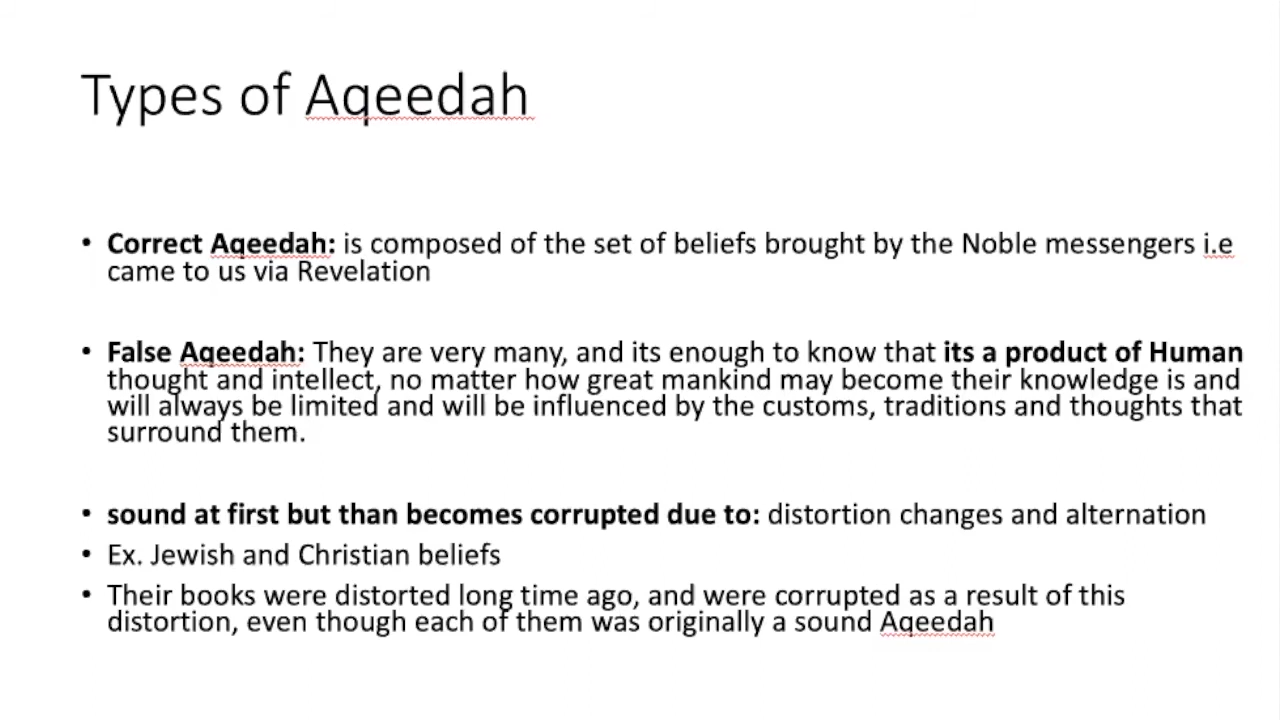 Types of Aqeedah
• Correct Aqeedah: is composed of the set of beliefs brought by the Noble messengers i.e
came to us via Revelation
• False Aqeedah: They are very many, and its enough to know that its a product of Human
thought and intellect, no matter how great mankind may become their knowledge is and
will always be limited and will be influenced by the customs, traditions and thoughts that
surround them.
• sound at first but than becomes corrupted due to: distortion changes and alternation
• Ex. Jewish and Christian beliefs
• Their books were distorted long time ago, and were corrupted as a result of this
distortion, even though each of them was originally a sound Aqeedah